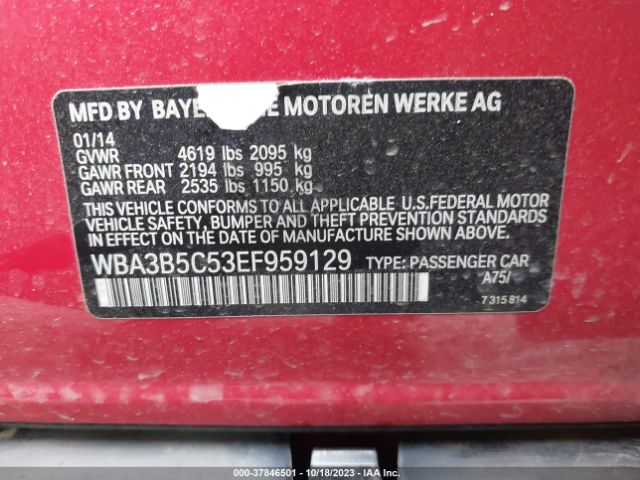 MFD.BY BAYE E MOTOREN WERKE AG
01/14
GVWR 4619 lbs 2095 kg
GAWR FRONT 2194 lbs 995 kg
GAWR REAR 2535 lbs 1150 kg
THIS VEHICLE CONFORMS TO ALL APPLICABLE U.S.FEDERAL MOTOR
VEHICLE SAFETY, BUMPER AND THEFT PREVENTION STANDARDS
IN EFFECT ON THE DATE OF MANUFACTURE SHOWN ABOVE.
WBA3B5C53EF959129 TYPE: PASSENGER CAR
A75/
7 315 814
000-37846501 - 10/18/2023 - IAA Inc.